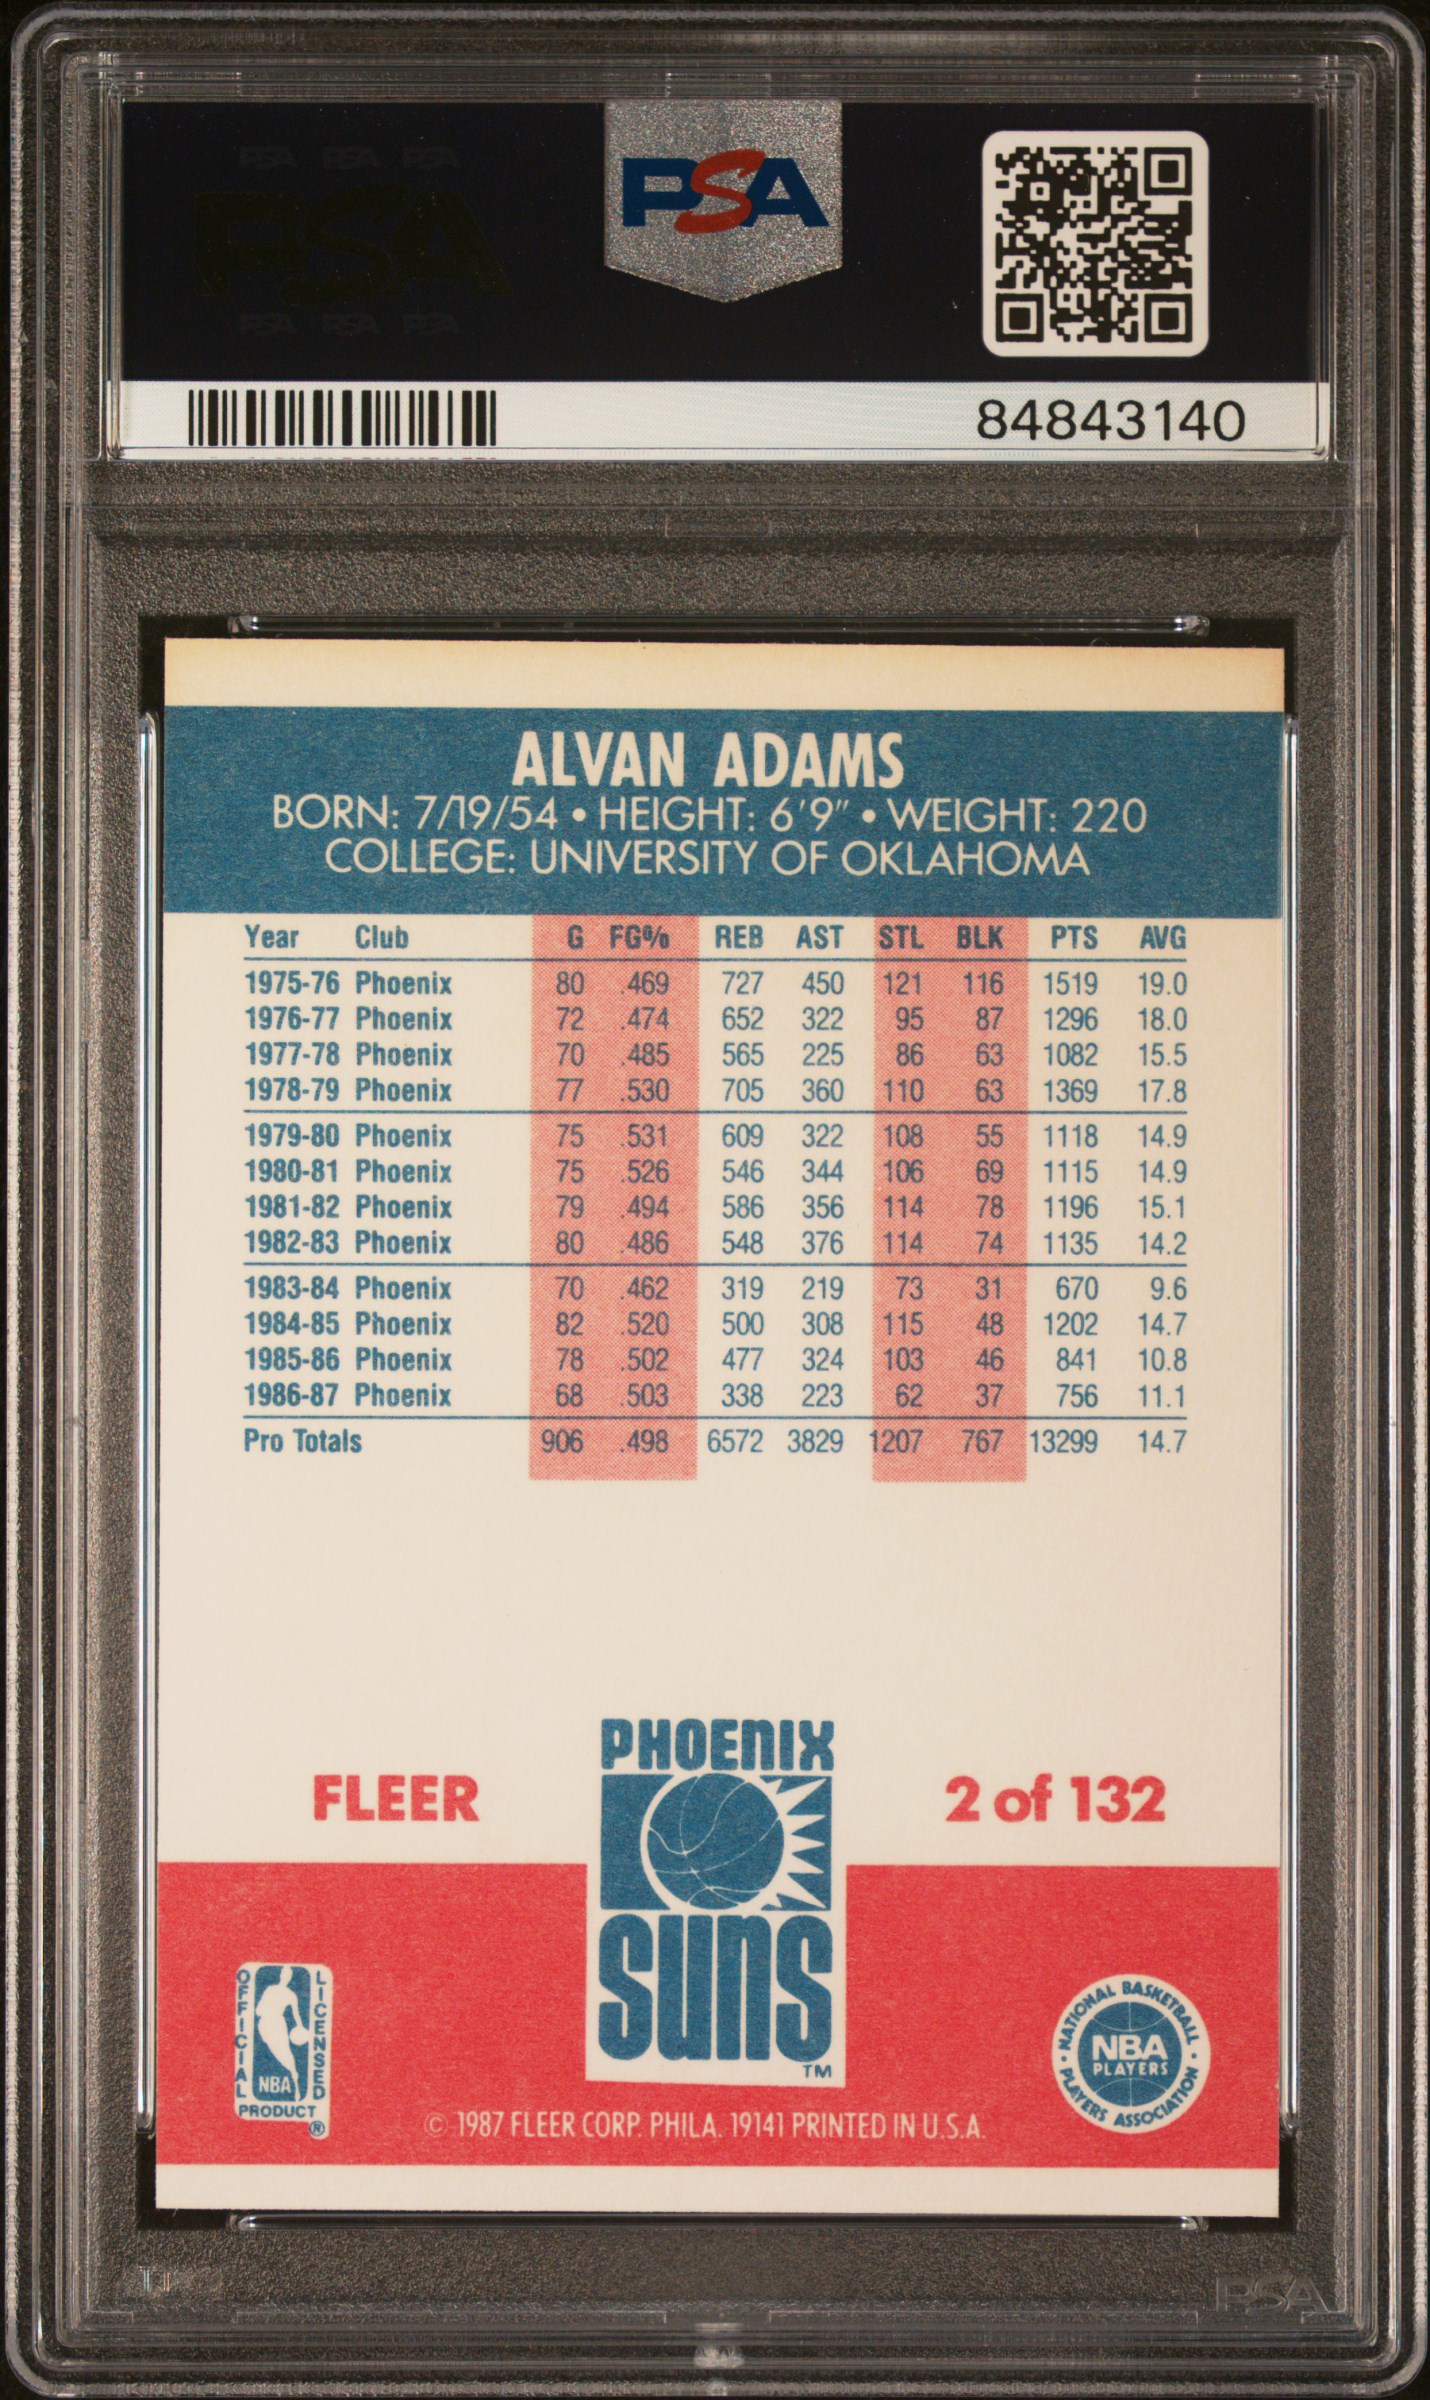 PSA PSA PSA
PSA
PSA PSA PSA
PSA
84843140
ALVAN ADAMS
BORN: 7/19/54 • HEIGHT: 6'9" • WEIGHT: 220
COLLEGE: UNIVERSITY OF OKLAHOMA
Year Club G FG% REB AST STL BLK PTS AVG
1975-76 Phoenix 80 .469 727 450 121 116 1519 19.0
1976-77 Phoenix 72 .474 652 322 95 87 1296 18.0
1977-78 Phoenix 70 .485 565 225 86 63 1082 15.5
1978-79 Phoenix 77 .530 705 360 110 63 1369 17.8
1979-80 Phoenix 75 .531 609 322 108 55 1118 14.9
1980-81 Phoenix 75 .526 546 344 106 69 1115 14.9
1981-82 Phoenix 79 .494 586 356 114 78 1196 15.1
1982-83 Phoenix 80 .486 548 376 114 74 1135 14.2
1983-84 Phoenix 70 .462 319 219 73 31 670 9.6
1984-85 Phoenix 82 .520 500 308 115 48 1202 14.7
1985-86 Phoenix 78 .502 477 324 103 46 841 10.8
1986-87 Phoenix 68 .503 338 223 62 37 756 11.1
Pro Totals 906 .498 6572 3829 1207 767 13299 14.7
FLEER
PHOENIX
SUNS
TM
2 of 132
OFFICIAL
LICENSED
NBA
PRODUCT
®
NATIONAL BASKETBALL
NBA
PLAYERS
• PLAYERS ASSOCIATION •
© 1987 FLEER CORP. PHILA. 19141 PRINTED IN U.S.A.
PSA